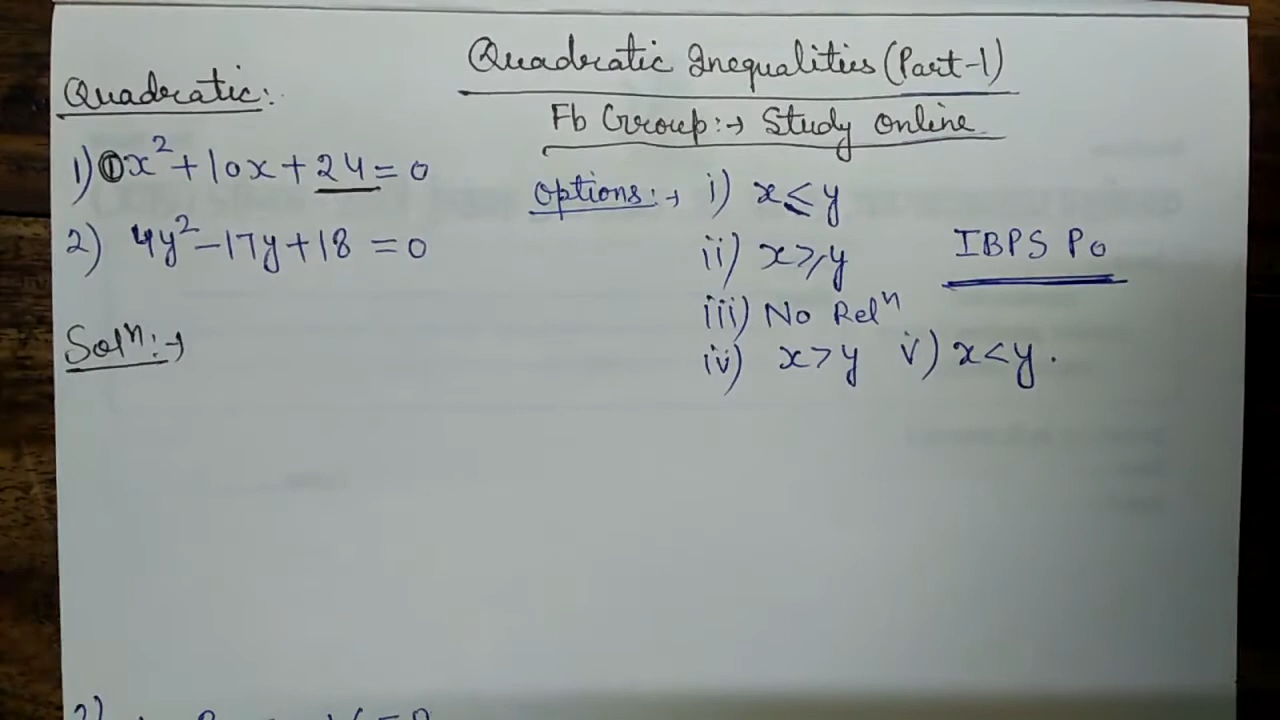 Quadratic Inequalities (Part-1)
Fb Group:→ Study Online
Quadratic:
1) ①x²+10x+24=0
2) 4y²-17y+18=0
Solⁿ:→
Options:→ i) x≤y
ii) x≥y
iii) No Relⁿ
iv) x>y v) x<y.
IBPS PO